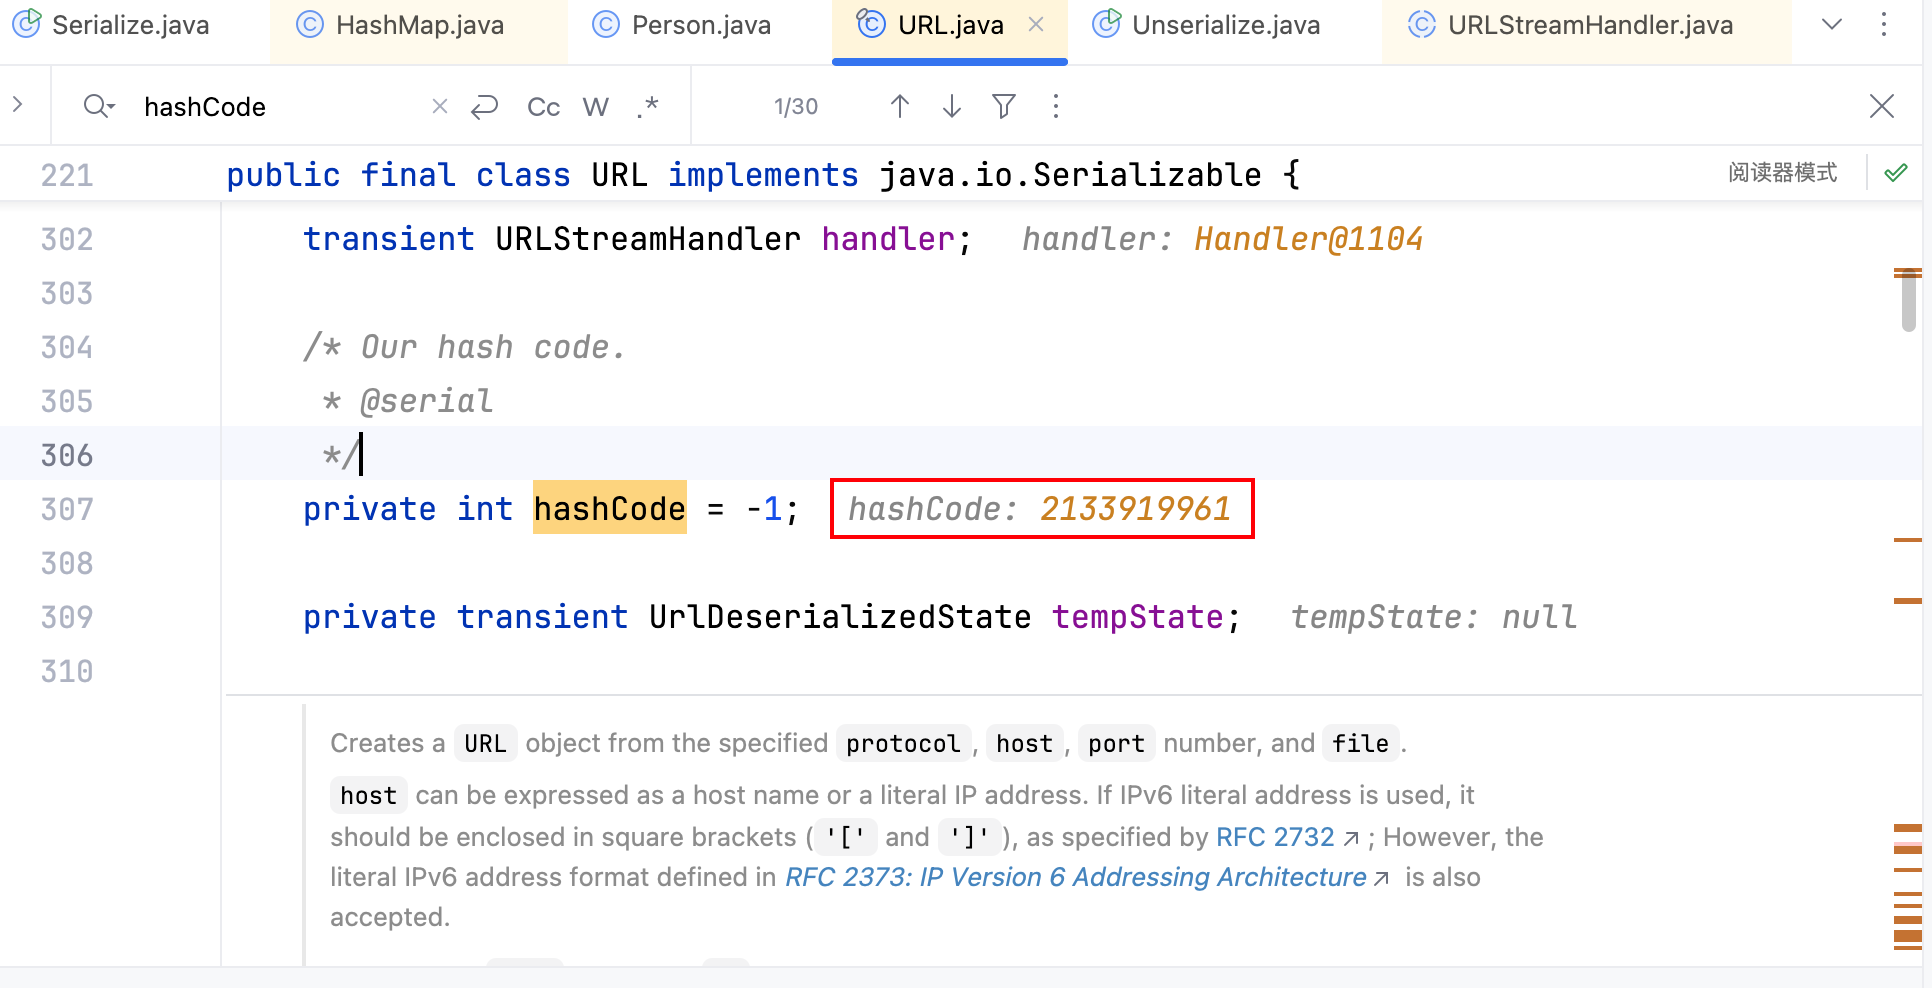 Serialize.java HashMap.java Person.java URL.java Unserialize.java URLStreamHandler.java
hashCode Cc W .* 1/30
221 public final class URL implements java.io.Serializable { 阅读器模式
302 transient URLStreamHandler handler; handler: Handler@1104
303
304 /* Our hash code.
305 * @serial
306 */
307 private int hashCode = -1; hashCode: 2133919961
308
309 private transient UrlDeserializedState tempState; tempState: null
310
Creates a URL object from the specified protocol, host, port number, and file.
host can be expressed as a host name or a literal IP address. If IPv6 literal address is used, it
should be enclosed in square brackets ('[' and ']'), as specified by RFC 2732 ↗ ; However, the
literal IPv6 address format defined in RFC 2373: IP Version 6 Addressing Architecture ↗ is also
accepted.